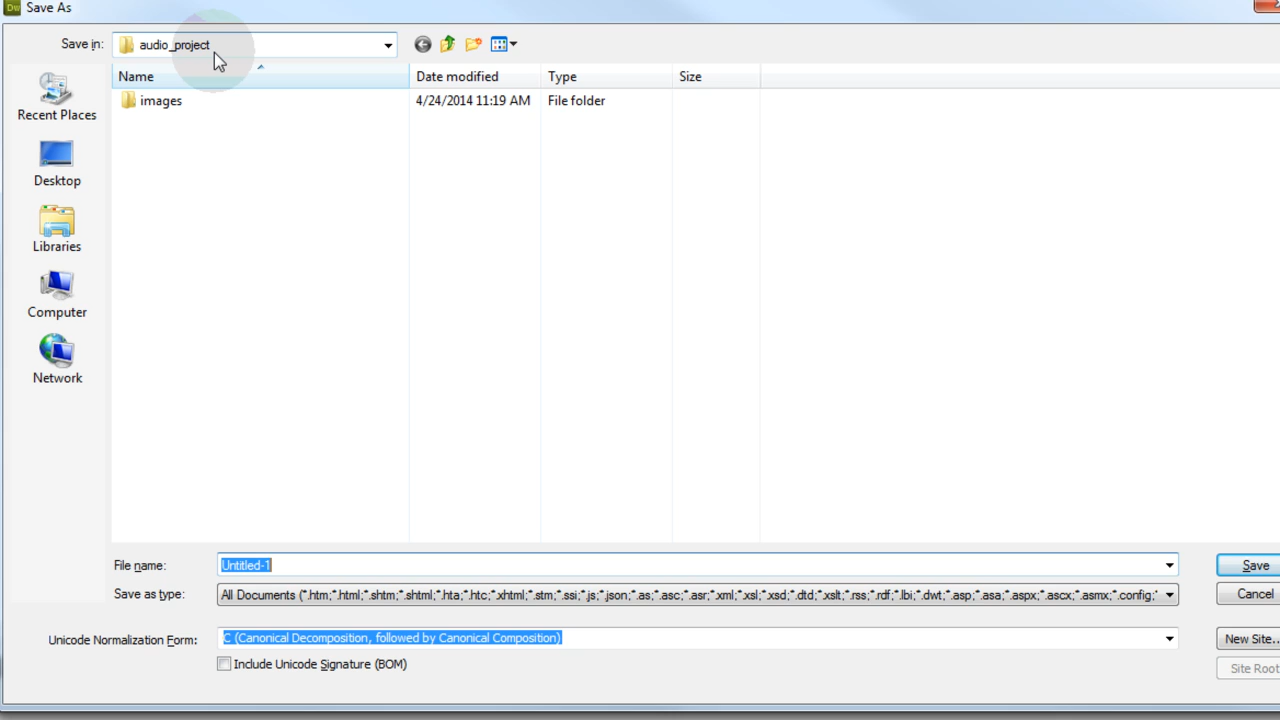 Dw Save As
Save in: audio_project
Name Date modified Type Size
images 4/24/2014 11:19 AM File folder
Recent Places
Desktop
Libraries
Computer
Network
File name: Untitled-1 Save
Save as type: All Documents (*.htm;*.html;*.shtm;*.shtml;*.hta;*.htc;*.xhtml;*.stm;*.ssi;*.js;*.json;*.as;*.asc;*.asr;*.xml;*.xsl;*.xsd;*.dtd;*.xslt;*.rss;*.rdf;*.lbi;*.dwt;*.asp;*.asa;*.aspx;*.ascx;*.asmx;*.config;* Cancel
Unicode Normalization Form: C (Canonical Decomposition, followed by Canonical Composition) New Site..
Include Unicode Signature (BOM) Site Root